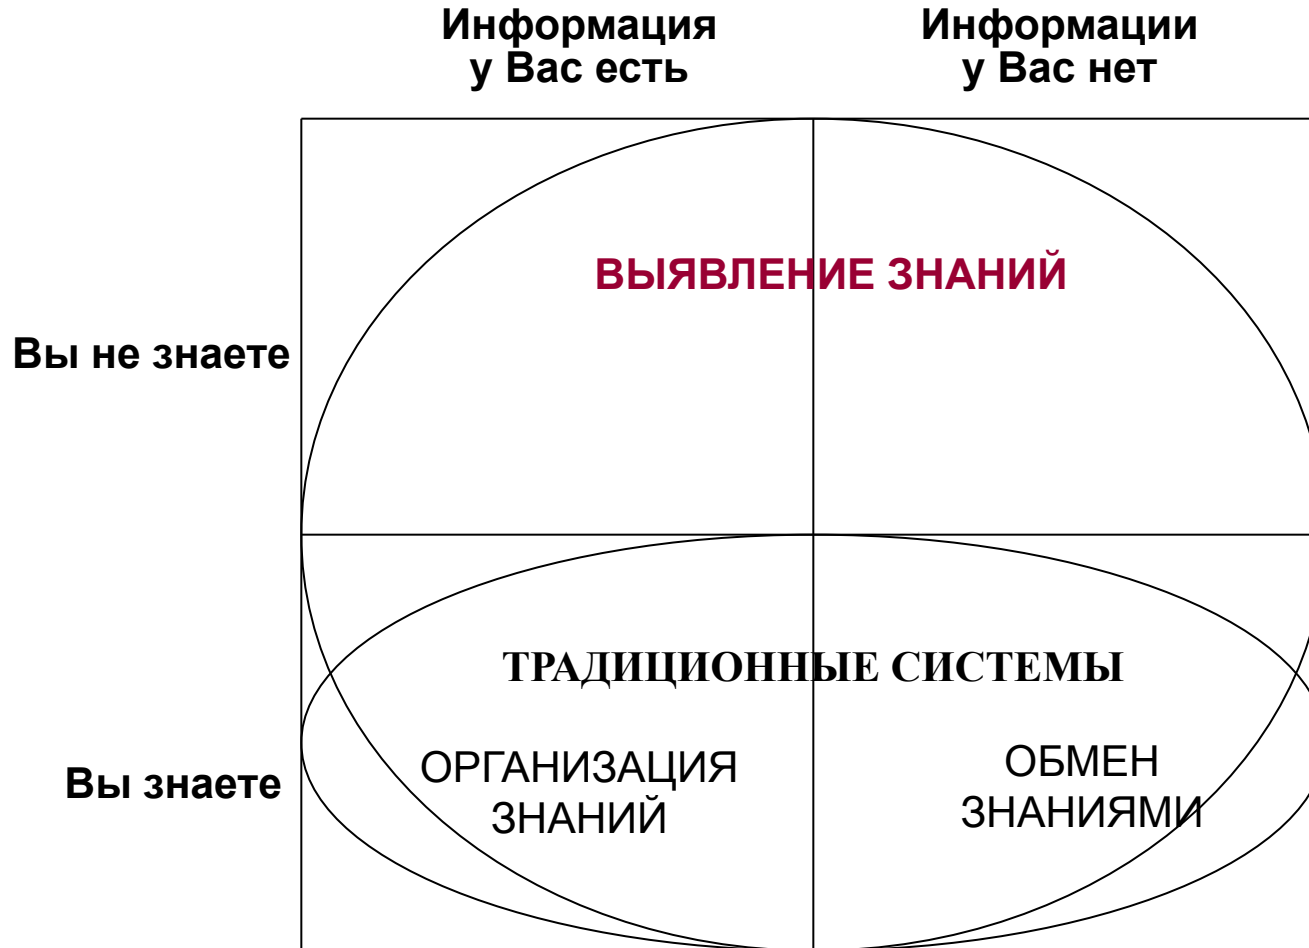 Информация
у Вас есть
Информации
у Вас нет
ВЫЯВЛЕНИЕ ЗНАНИЙ
Вы не знаете
ТРАДИЦИОННЫЕ СИСТЕМЫ
Вы знаете
ОРГАНИЗАЦИЯ
ЗНАНИЙ
ОБМЕН
ЗНАНИЯМИ